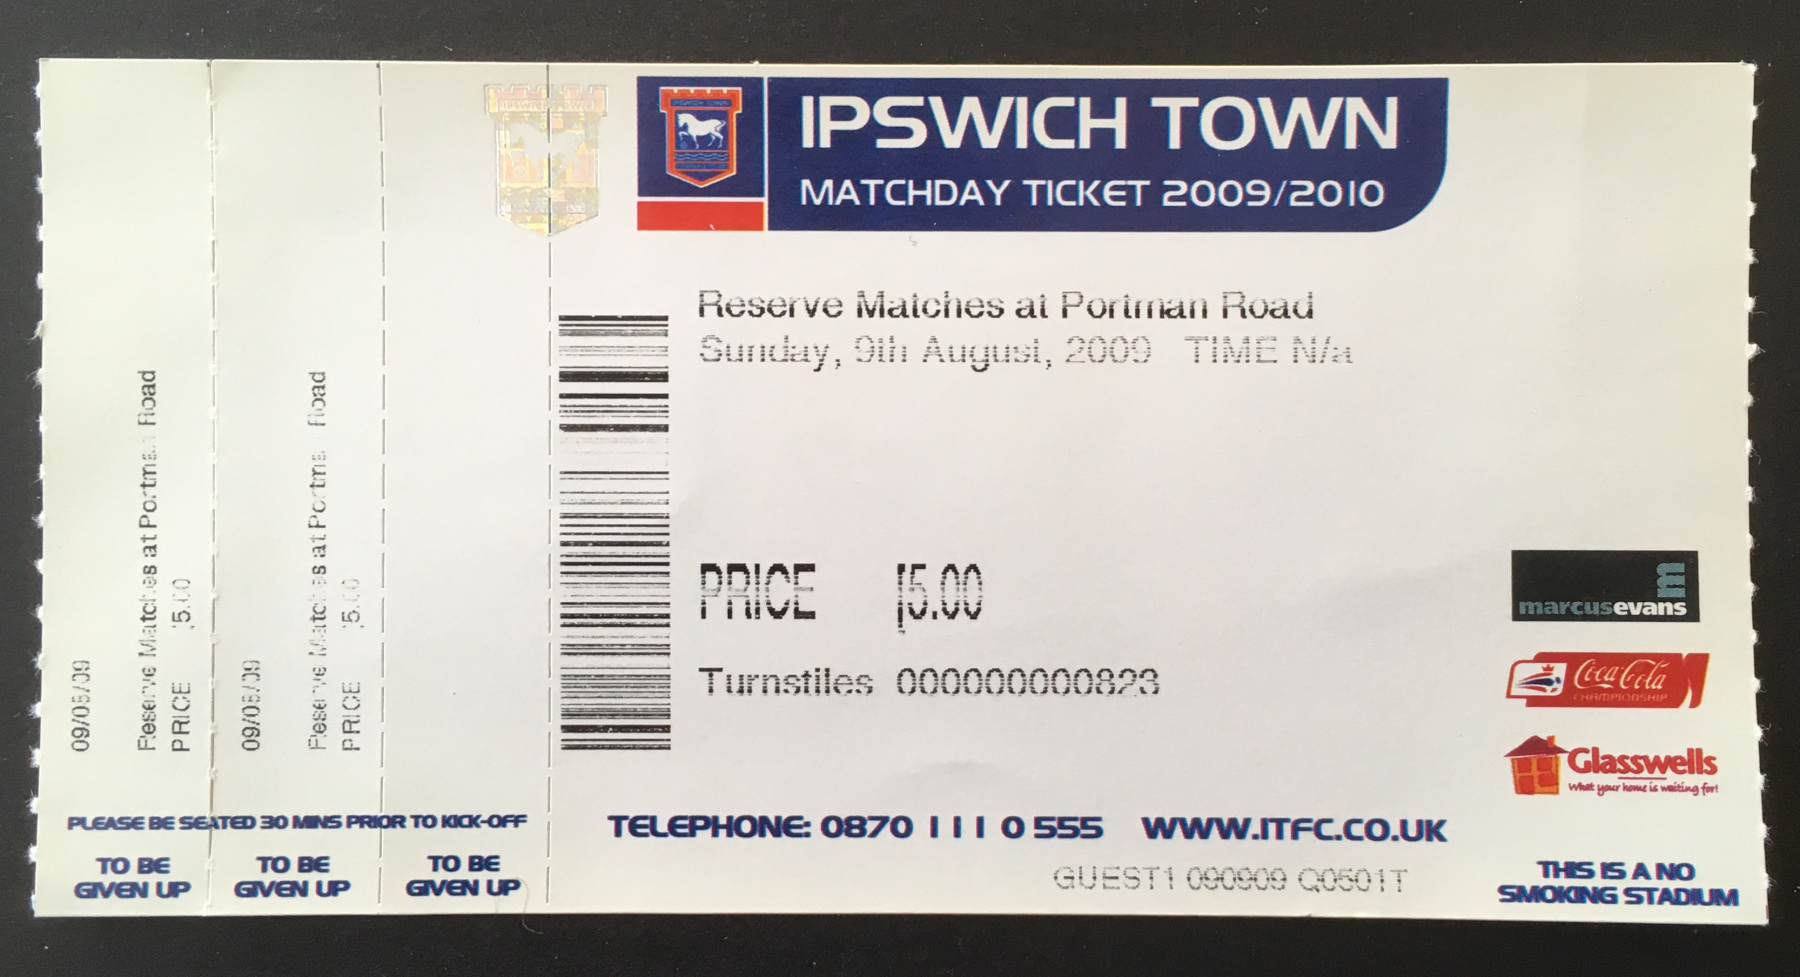 IPSWICH TOWN
MATCHDAY TICKET 2009/2010
IPSWICH TOWN
Reserve Matches at Portman Road
Sunday, 9th August, 2009 TIME N/a
PRICE £5.00
Turnstiles 000000000823
TELEPHONE: 0870 1110 555 WWW.ITFC.CO.UK
GUEST1 090909 Q0501T
marcusevans
Coca-Cola
CHAMPIONSHIP
Glasswells
What your home is waiting for!
THIS IS A NO
SMOKING STADIUM
09/08/09
Reserve Matches at Portman Road
PRICE 5.00
09/08/09
Reserve Matches at Portman Road
PRICE 5.00
PLEASE BE SEATED 30 MINS PRIOR TO KICK-OFF
TO BE
GIVEN UP
TO BE
GIVEN UP
TO BE
GIVEN UP